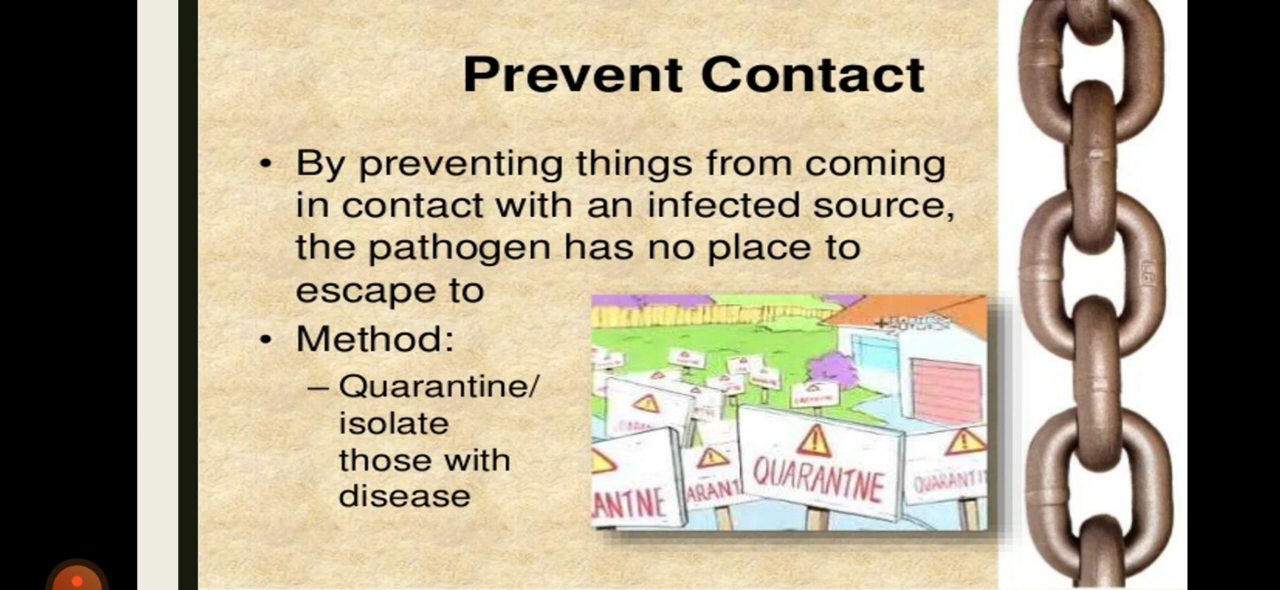 Prevent Contact
• By preventing things from coming
in contact with an infected source,
the pathogen has no place to
escape to
• Method:
– Quarantine/
isolate
those with
disease
QUARANTNE
ANTNE
ARANT
QUARANTI